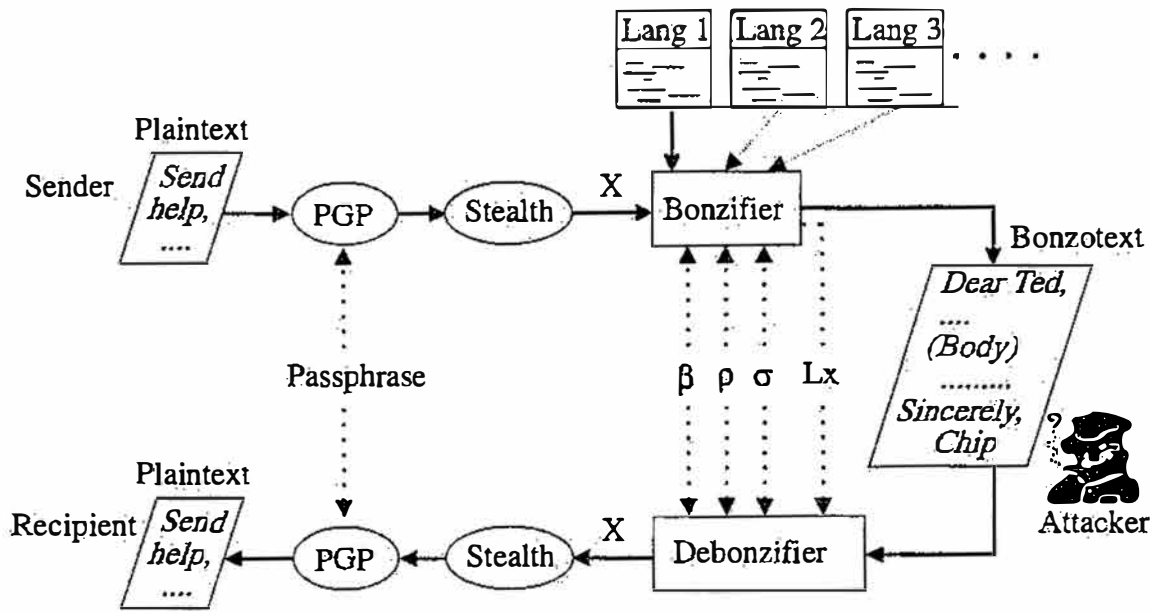 Lang 1
Lang 2
Lang 3
. . . .
Plaintext
Sender
Send
help,
....
PGP
Stealth
X
Bonzifier
Bonzotext
Dear Ted,
....
(Body)
.........
Sincerely,
Chip
Passphrase
β
ρ
σ
Lx
Attacker
Plaintext
Recipient
Send
help,
....
PGP
Stealth
X
Debonzifier